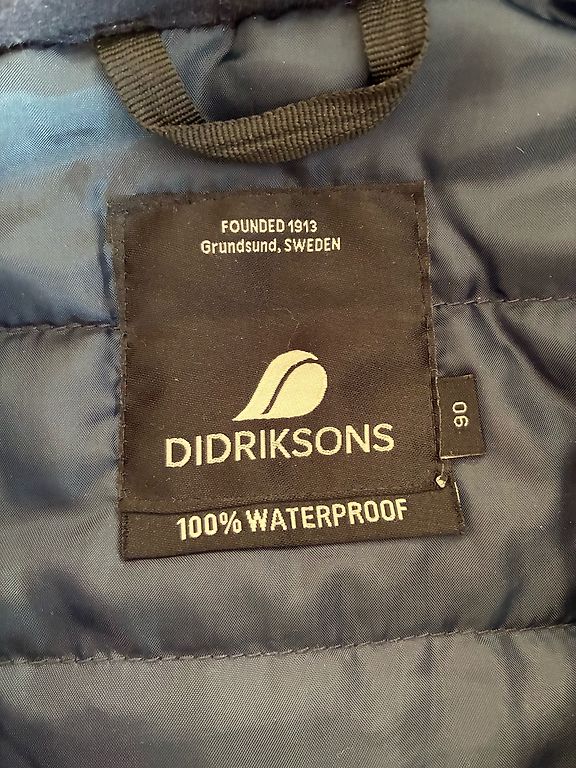 FOUNDED 1913
Grundsund, SWEDEN
DIDRIKSONS
90
100% WATERPROOF